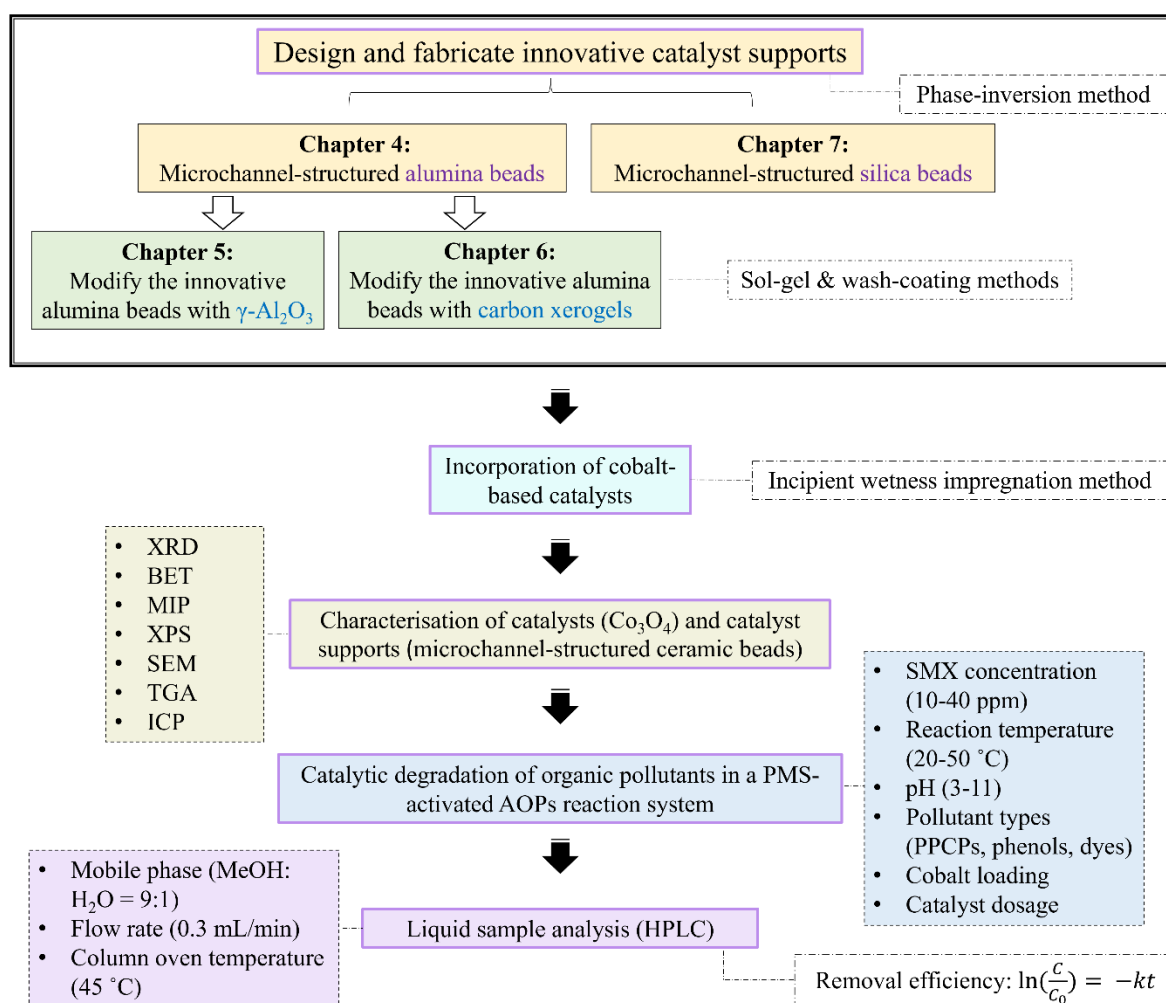 Design and fabricate innovative catalyst supports
Phase-inversion method
Chapter 4:
Microchannel-structured alumina beads
Chapter 7:
Microchannel-structured silica beads
Chapter 5:
Modify the innovative
alumina beads with γ-Al₂O₃
Chapter 6:
Modify the innovative alumina
beads with carbon xerogels
Sol-gel & wash-coating methods
Incorporation of cobalt-
based catalysts
Incipient wetness impregnation method
• XRD
• BET
• MIP
• XPS
• SEM
• TGA
• ICP
Characterisation of catalysts (Co₃O₄) and catalyst
supports (microchannel-structured ceramic beads)
• SMX concentration
(10-40 ppm)
• Reaction temperature
(20-50 ˚C)
• pH (3-11)
• Pollutant types
(PPCPs, phenols, dyes)
• Cobalt loading
• Catalyst dosage
Catalytic degradation of organic pollutants in a PMS-
activated AOPs reaction system
• Mobile phase (MeOH:
H₂O = 9:1)
• Flow rate (0.3 mL/min)
• Column oven temperature
(45 ˚C)
Liquid sample analysis (HPLC)
Removal efficiency: ln(C/C₀) = −kt